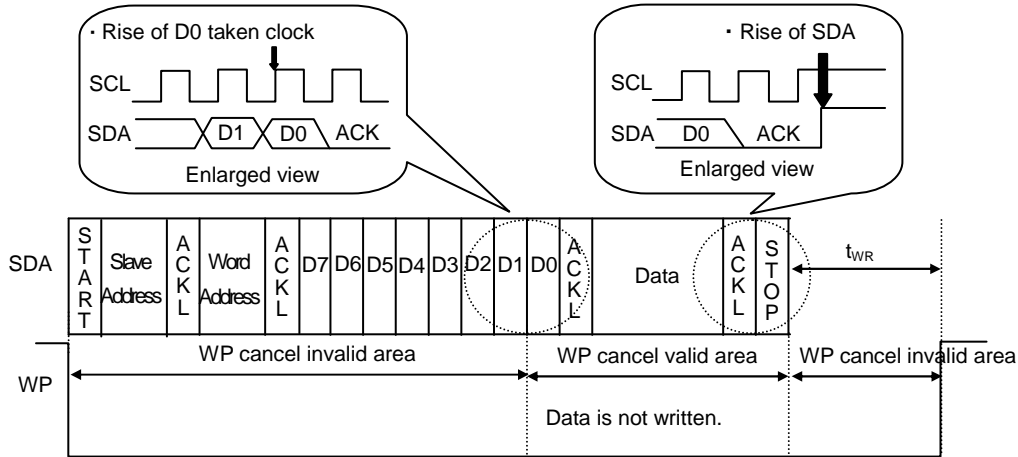 ・Rise of D0 taken clock
SCL
SDA
D1
D0
ACK
Enlarged view
・Rise of SDA
SCL
SDA
D0
ACK
Enlarged view
SDA
START
Slave Address
ACKL
Word Address
ACKL
D7
D6
D5
D4
D3
D2
D1
D0
ACKL
Data
ACKL
STOP
tWR
WP cancel invalid area
WP cancel valid area
WP cancel invalid area
WP
Data is not written.